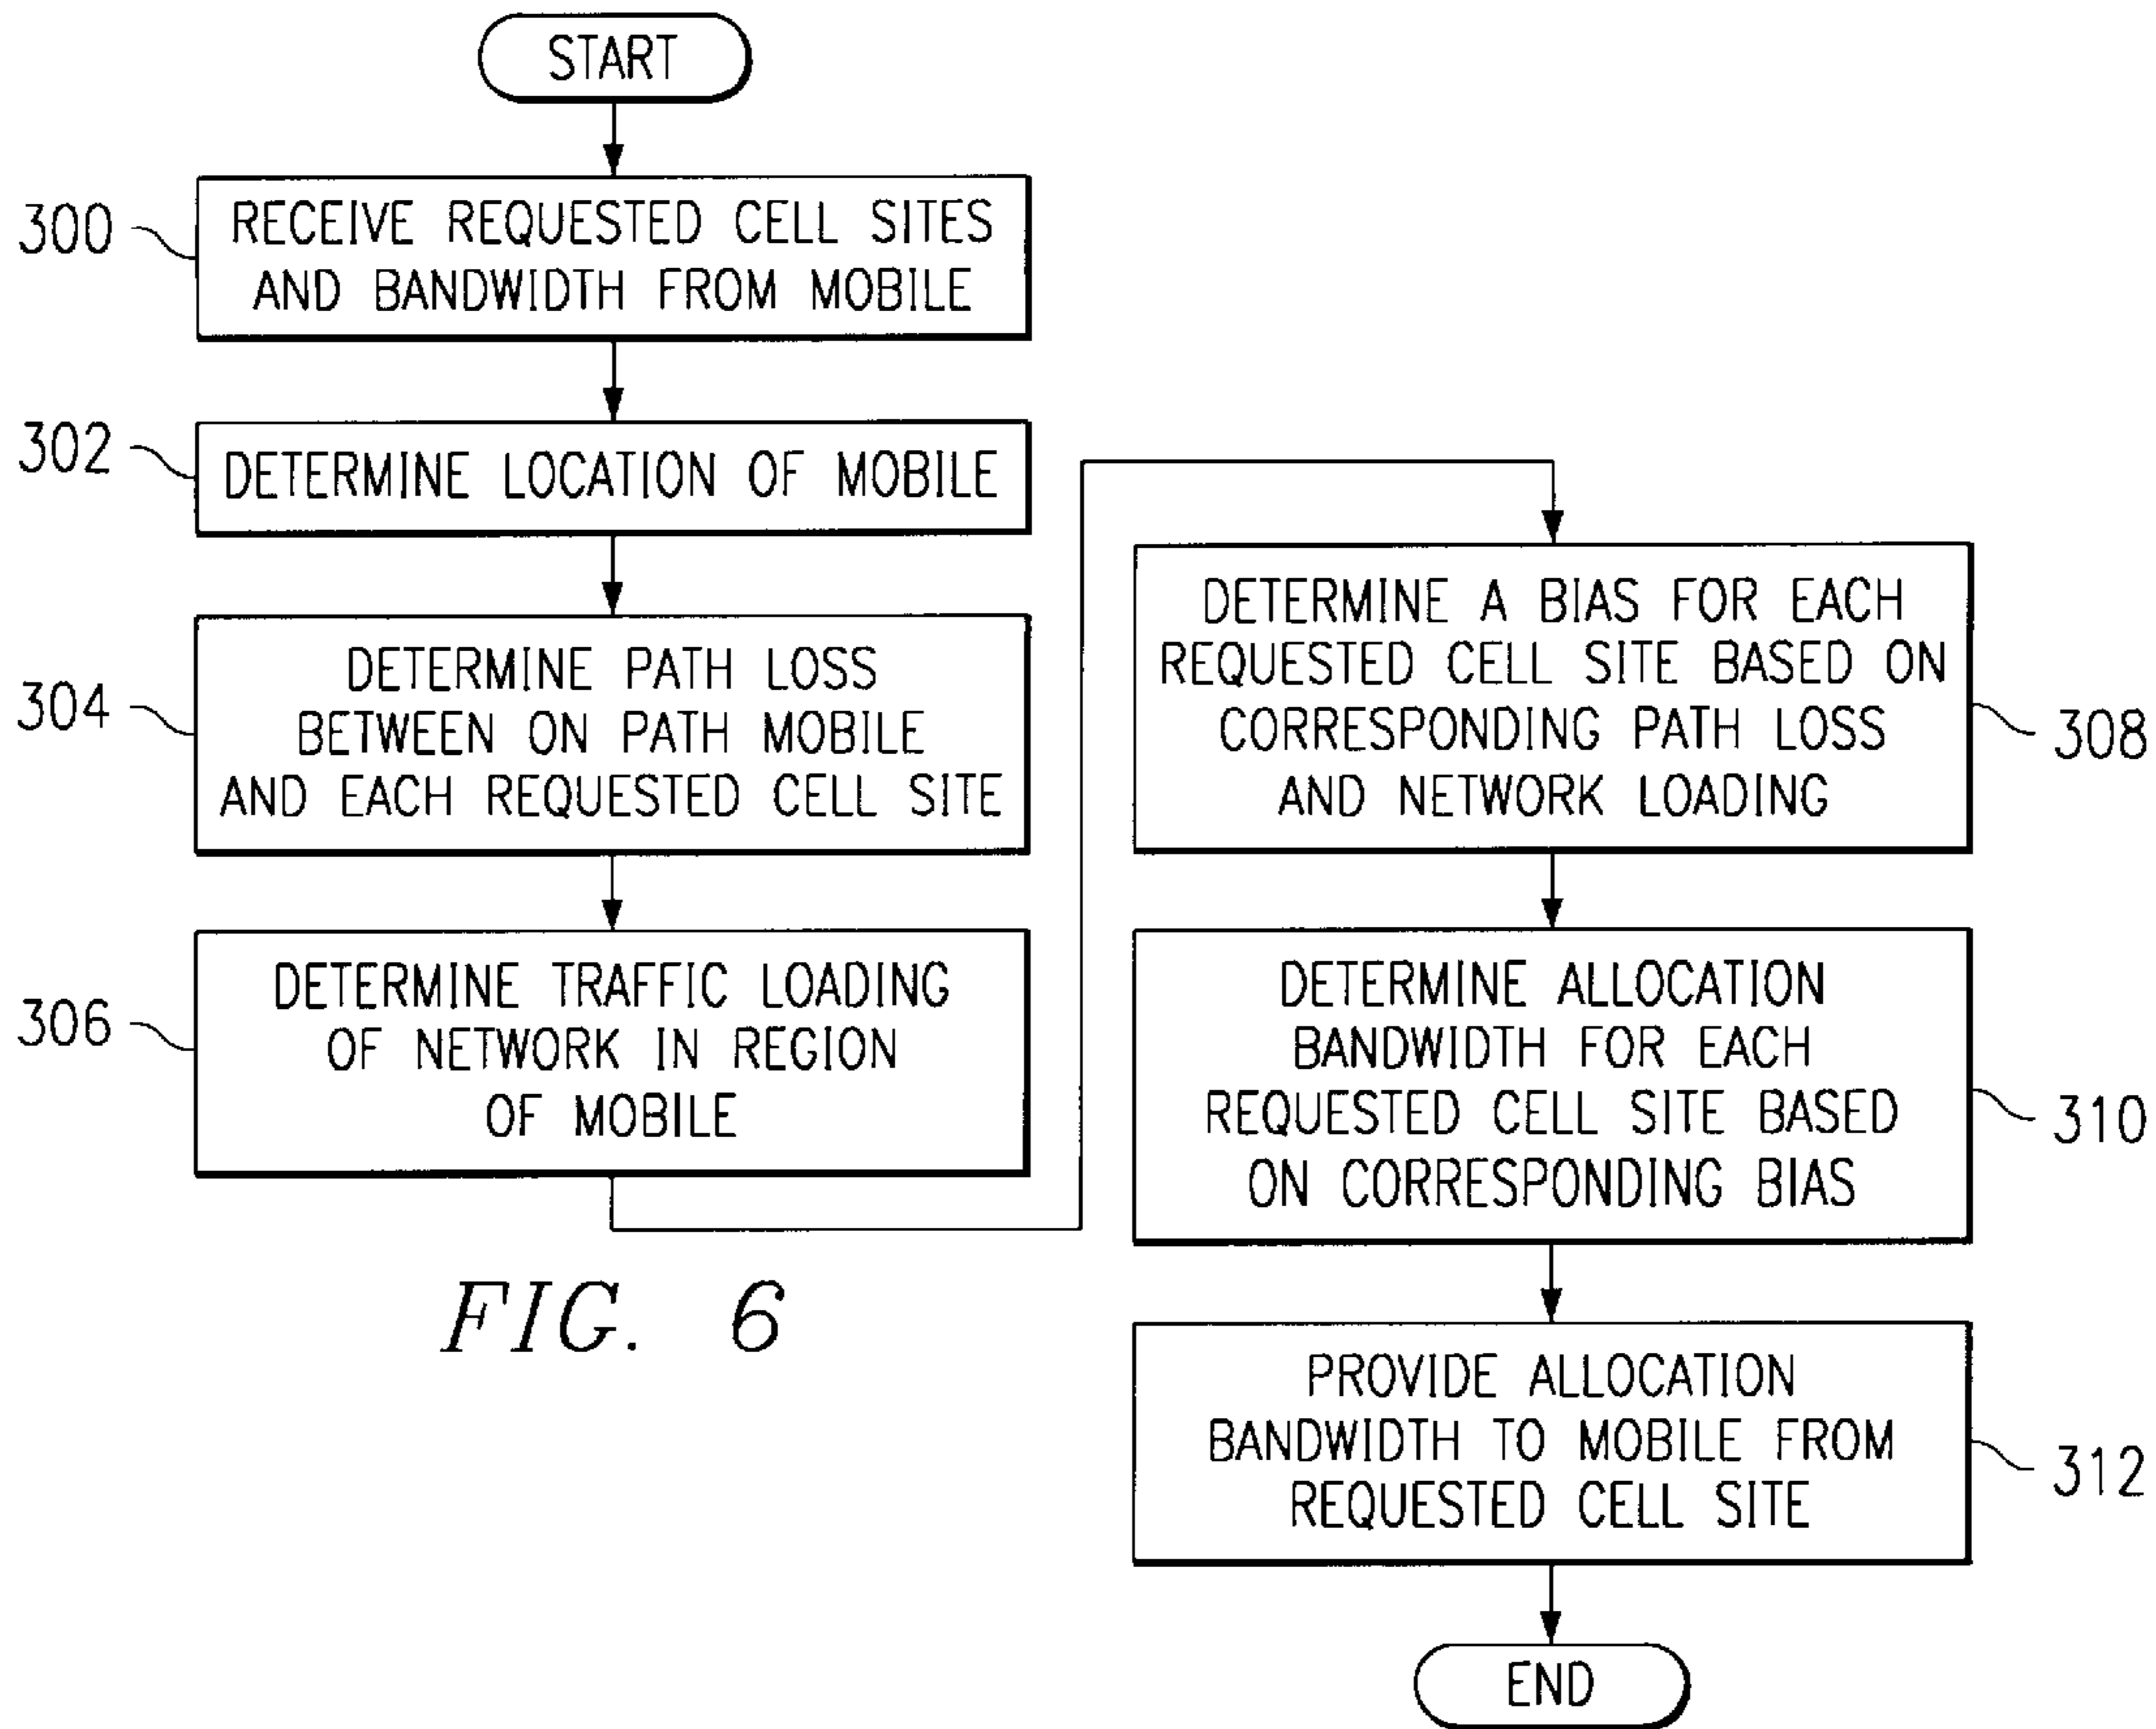 START
300
RECEIVE REQUESTED CELL SITES
AND BANDWIDTH FROM MOBILE
302
DETERMINE LOCATION OF MOBILE
304
DETERMINE PATH LOSS
BETWEEN ON PATH MOBILE
AND EACH REQUESTED CELL SITE
306
DETERMINE TRAFFIC LOADING
OF NETWORK IN REGION
OF MOBILE
DETERMINE A BIAS FOR EACH
REQUESTED CELL SITE BASED ON
CORRESPONDING PATH LOSS
AND NETWORK LOADING
308
DETERMINE ALLOCATION
BANDWIDTH FOR EACH
REQUESTED CELL SITE BASED
ON CORRESPONDING BIAS
310
PROVIDE ALLOCATION
BANDWIDTH TO MOBILE FROM
REQUESTED CELL SITE
312
END
FIG. 6